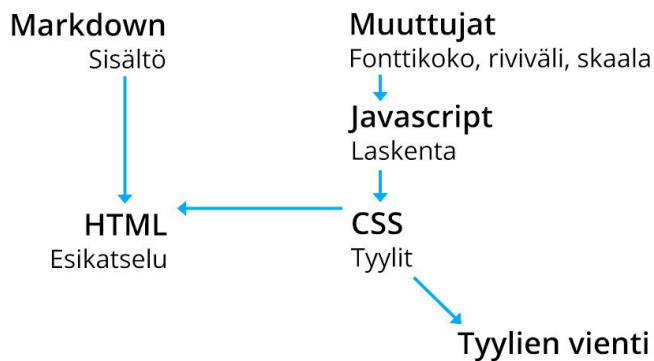 Markdown
Sisältö
Muuttujat
Fonttikoko, riviväli, skaala
Javascript
Laskenta
HTML
Esikatselu
CSS
Tyylit
Tyylien vienti